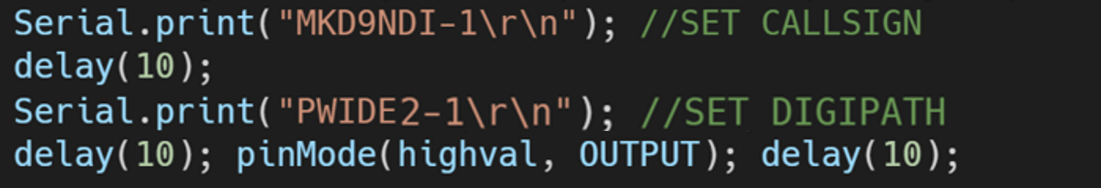 Serial.print("MKD9NDI-1\r\n"); //SET CALLSIGN
delay(10);
Serial.print("PWIDE2-1\r\n"); //SET DIGIPATH
delay(10); pinMode(highval, OUTPUT); delay(10);